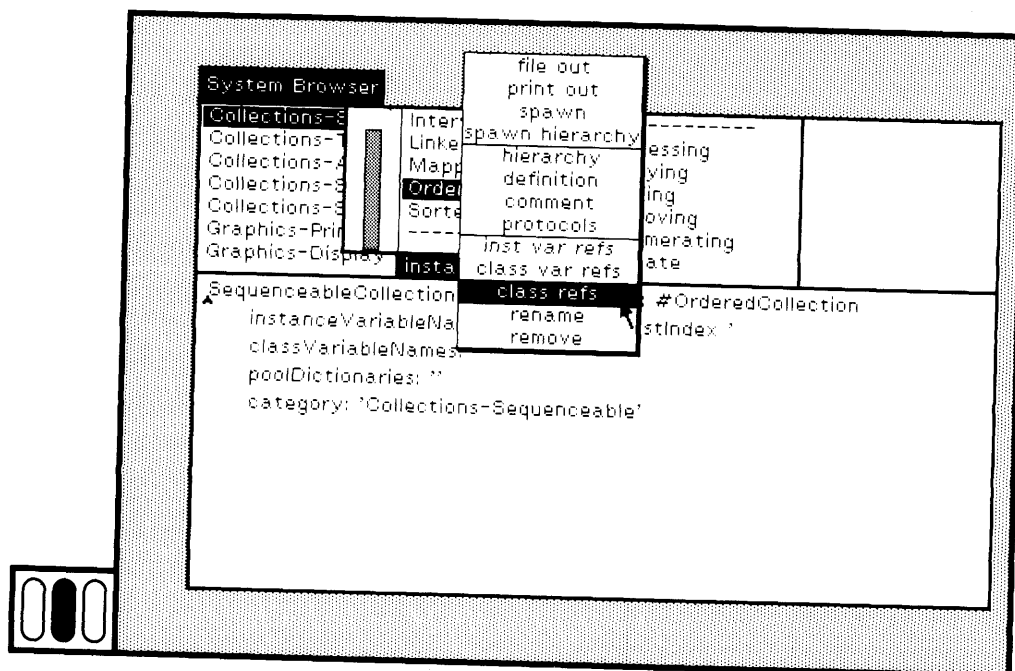 System Browser
Collections-S
Collections-T
Collections-A
Collections-S
Collections-S
Graphics-Prin
Graphics-Display
Inter
Linke
Mapp
Order
Sorte
------
insta
file out
print out
spawn
spawn hierarchy
hierarchy
definition
comment
protocols
inst var refs
class var refs
class refs
rename
remove
----------
essing
ying
ing
oving
merating
ate
SequenceableCollection #OrderedCollection
instanceVariableNa stIndex '
classVariableNames:
poolDictionaries: ''
category: 'Collections-Sequenceable'